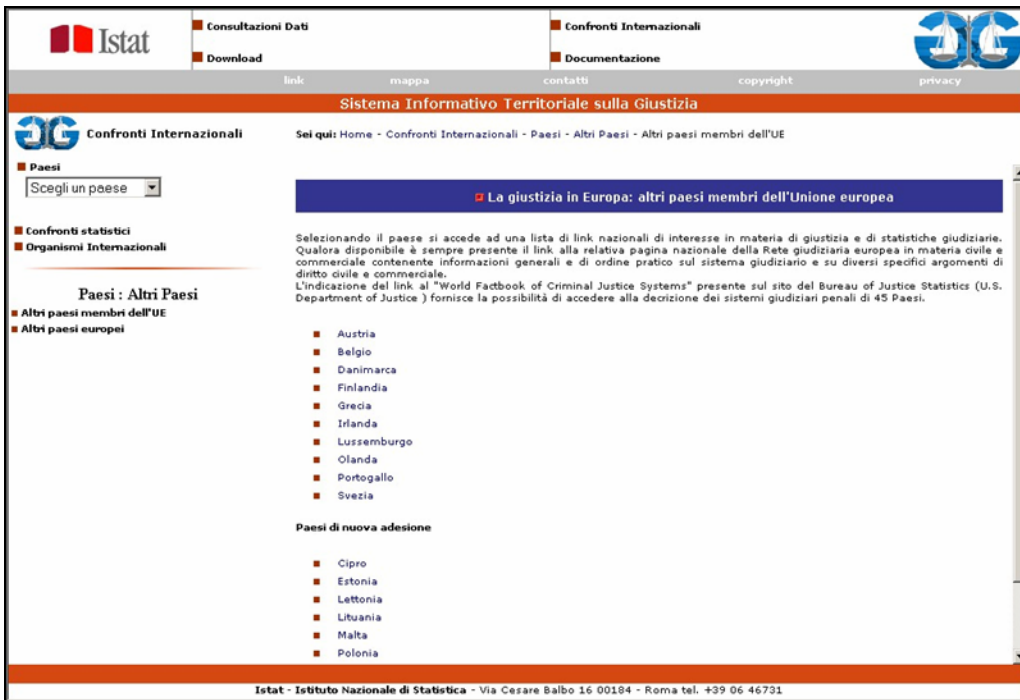 Istat
Consultazioni Dati
Confronti Internazionali
Download
Documentazione
link mappa contatti copyright privacy
Sistema Informativo Territoriale sulla Giustizia
Confronti Internazionali
Sei qui: Home - Confronti Internazionali - Paesi - Altri Paesi - Altri paesi membri dell'UE
Paesi
Scegli un paese
Confronti statistici
Organismi Internazionali
Paesi : Altri Paesi
Altri paesi membri dell'UE
Altri paesi europei
La giustizia in Europa: altri paesi membri dell'Unione europea
Selezionando il paese si accede ad una lista di link nazionali di interesse in materia di giustizia e di statistiche giudiziarie.
Qualora disponibile è sempre presente il link alla relativa pagina nazionale della Rete giudiziaria europea in materia civile e
commerciale contenente informazioni generali e di ordine pratico sul sistema giudiziario e su diversi specifici argomenti di
diritto civile e commerciale.
L'indicazione del link al "World Factbook of Criminal Justice Systems" presente sul sito del Bureau of Justice Statistics (U.S.
Department of Justice ) fornisce la possibilità di accedere alla decrizione dei sistemi giudiziari penali di 45 Paesi.
Austria
Belgio
Danimarca
Finlandia
Grecia
Irlanda
Lussemburgo
Olanda
Portogallo
Svezia
Paesi di nuova adesione
Cipro
Estonia
Lettonia
Lituania
Malta
Polonia
Istat - Istituto Nazionale di Statistica - Via Cesare Balbo 16 00184 - Roma tel. +39 06 46731